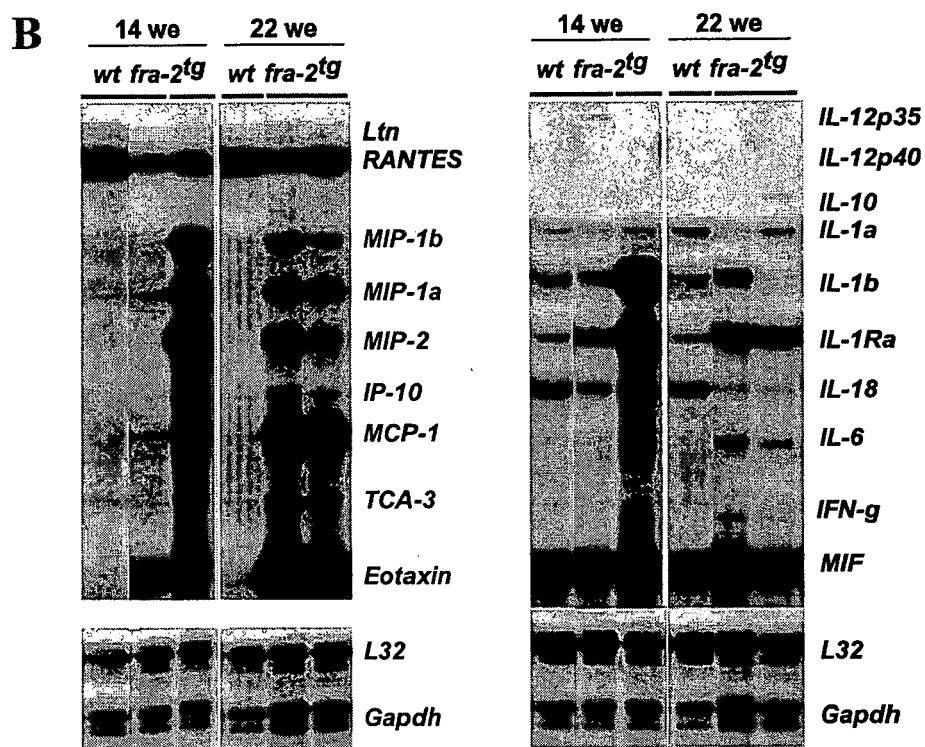 B
14 we 22 we
wt fra-2tg wt fra-2tg
Ltn
RANTES
MIP-1b
MIP-1a
MIP-2
IP-10
MCP-1
TCA-3
Eotaxin
L32
Gapdh
14 we 22 we
wt fra-2tg wt fra-2tg
IL-12p35
IL-12p40
IL-10
IL-1a
IL-1b
IL-1Ra
IL-18
IL-6
IFN-g
MIF
L32
Gapdh